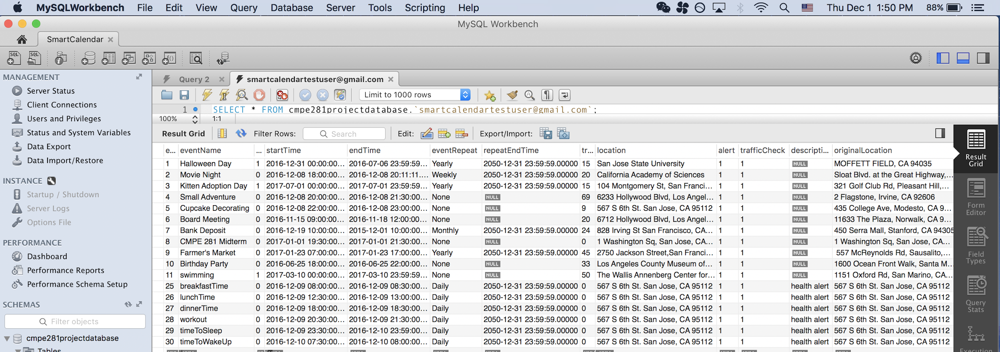 MySQLWorkbench File Edit View Query Database Server Tools Scripting Help Thu Dec 1 1:50 PM 88%
MySQL Workbench
SmartCalendar
SQL SQL
MANAGEMENT
Server Status
Client Connections
Users and Privileges
Status and System Variables
Data Export
Data Import/Restore
INSTANCE
Startup / Shutdown
Server Logs
Options File
PERFORMANCE
Dashboard
Performance Reports
Performance Schema Setup
SCHEMAS
Filter objects
cmpe281projectdatabase
Tables
Query 2 smartcalendartestuser@gmail.com
Limit to 1000 rows
1 SELECT * FROM cmpe281projectdatabase.`smartcalendartestuser@gmail.com`;
100% 1:1
Result Grid Filter Rows: Search Edit: Export/Import:
e... eventName ... startTime endTime eventRepeat repeatEndTime tr... location alert trafficCheck descripti... originalLocation
1 Halloween Day 1 2016-12-31 00:00:00... 2016-07-06 23:59:59... Yearly 2050-12-31 23:59:59.00000 15 San Jose State University 1 1 NULL MOFFETT FIELD, CA 94035
2 Movie Night 0 2016-12-08 18:00:00... 2016-12-08 20:11:11.... Weekly 2050-12-31 23:59:59.00000 20 California Academy of Sciences 1 1 NULL Sloat Blvd. at the Great Highway,...
3 Kitten Adoption Day 1 2017-07-01 00:00:00... 2017-07-01 23:59:59... Yearly 2050-12-31 23:59:59.00000 15 104 Montgomery St, San Franci... 1 1 NULL 321 Golf Club Rd, Pleasant Hill,...
4 Small Adventure 0 2016-12-08 20:00:00... 2016-12-08 21:30:00... None NULL 69 6233 Hollywood Blvd, Los Angel... 1 1 NULL 2 Flagstone, Irvine, CA 92606
5 Cupcake Decorating 0 2016-12-08 22:00:00... 2016-12-08 23:00:00... None NULL 9 567 S 6th St. San Jose, CA 95112 1 1 NULL 435 College Ave, Modesto, CA 9...
6 Board Meeting 0 2016-11-15 09:00:00... 2016-11-18 12:00:00... None NULL 20 6712 Hollywood Blvd, Los Angel... 1 1 NULL 11633 The Plaza, Norwalk, CA 9...
7 Bank Deposit 0 2016-12-19 10:00:00... 2015-12-01 10:00:00... Monthly 2050-12-31 23:59:59.00000 24 828 Irving St San Francisco, CA... 1 1 NULL 450 Serra Mall, Stanford, CA 94305
8 CMPE 281 Midterm 0 2017-01-01 19:30:00... 2017-01-01 21:30:00... None NULL 0 1 Washington Sq, San Jose, CA... 1 1 NULL 1 Washington Sq, San Jose, CA...
9 Farmer's Market 0 2017-01-23 07:00:00... 2017-01-23 17:00:00... Yearly 2050-12-31 23:59:59.00000 45 2750 Jackson Street,San Franci... 1 1 NULL 557 McReynolds Rd, Sausalito,...
10 Birthday Party 0 2016-06-25 18:00:00... 2016-06-25 22:00:00... None NULL 33 Los Angeles County Museum of... 1 1 NULL 1600 Ocean Front Walk, Santa M...
11 swimming 1 2017-03-10 00:00:00... 2017-03-10 23:59:59... None NULL 50 The Wallis Annenberg Center for... 1 1 NULL 1151 Oxford Rd, San Marino, CA...
25 breakfastTime 0 2016-12-09 08:00:00... 2016-12-09 08:30:00... Daily 2050-12-31 23:59:59.00000 0 567 S 6th St. San Jose, CA 95112 1 1 health alert 567 S 6th St. San Jose, CA 95112
26 lunchTime 0 2016-12-09 12:30:00... 2016-12-09 13:00:00... Daily 2050-12-31 23:59:59.00000 0 567 S 6th St. San Jose, CA 95112 1 1 health alert 567 S 6th St. San Jose, CA 95112
27 dinnerTime 0 2016-12-09 18:00:00... 2016-12-09 18:30:00... Daily 2050-12-31 23:59:59.00000 0 567 S 6th St. San Jose, CA 95112 1 1 health alert 567 S 6th St. San Jose, CA 95112
28 workout 0 2016-12-09 20:30:00... 2016-12-09 21:30:00... Daily 2050-12-31 23:59:59.00000 0 567 S 6th St. San Jose, CA 95112 1 1 health alert 567 S 6th St. San Jose, CA 95112
29 timeToSleep 0 2016-12-09 23:30:00... 2016-12-10 23:59:00... Daily 2050-12-31 23:59:59.00000 0 567 S 6th St. San Jose, CA 95112 1 1 health alert 567 S 6th St. San Jose, CA 95112
30 timeToWakeUp 0 2016-12-10 07:30:00... 2016-12-10 08:00:00... Daily 2050-12-31 23:59:59.00000 0 567 S 6th St. San Jose, CA 95112 1 1 health alert 567 S 6th St. San Jose, CA 95112
Result
Grid
Form
Editor
Field
Types
Query
Stats
Execution